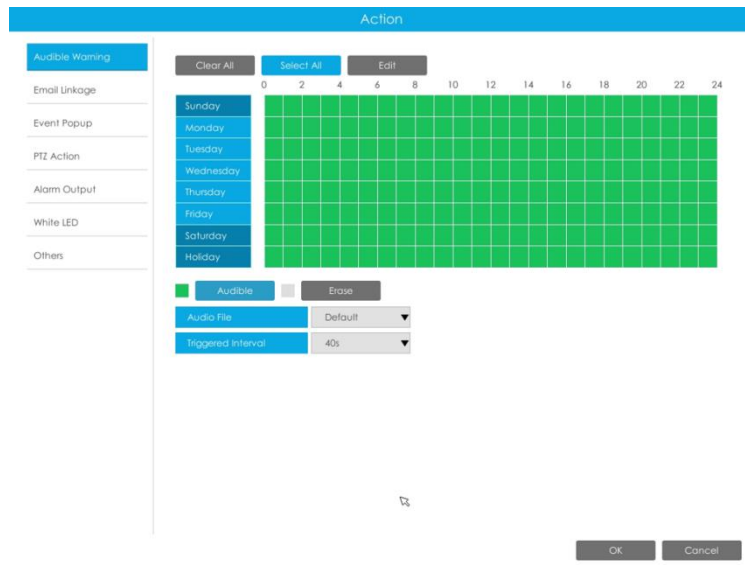 Action
Audible Warning
Email Linkage
Event Popup
PTZ Action
Alarm Output
White LED
Others
Clear All Select All Edit
0 2 4 6 8 10 12 14 16 18 20 22 24
Sunday
Monday
Tuesday
Wednesday
Thursday
Friday
Saturday
Holiday
Audible Erase
Audio File Default
Triggered Interval 40s
OK Cancel